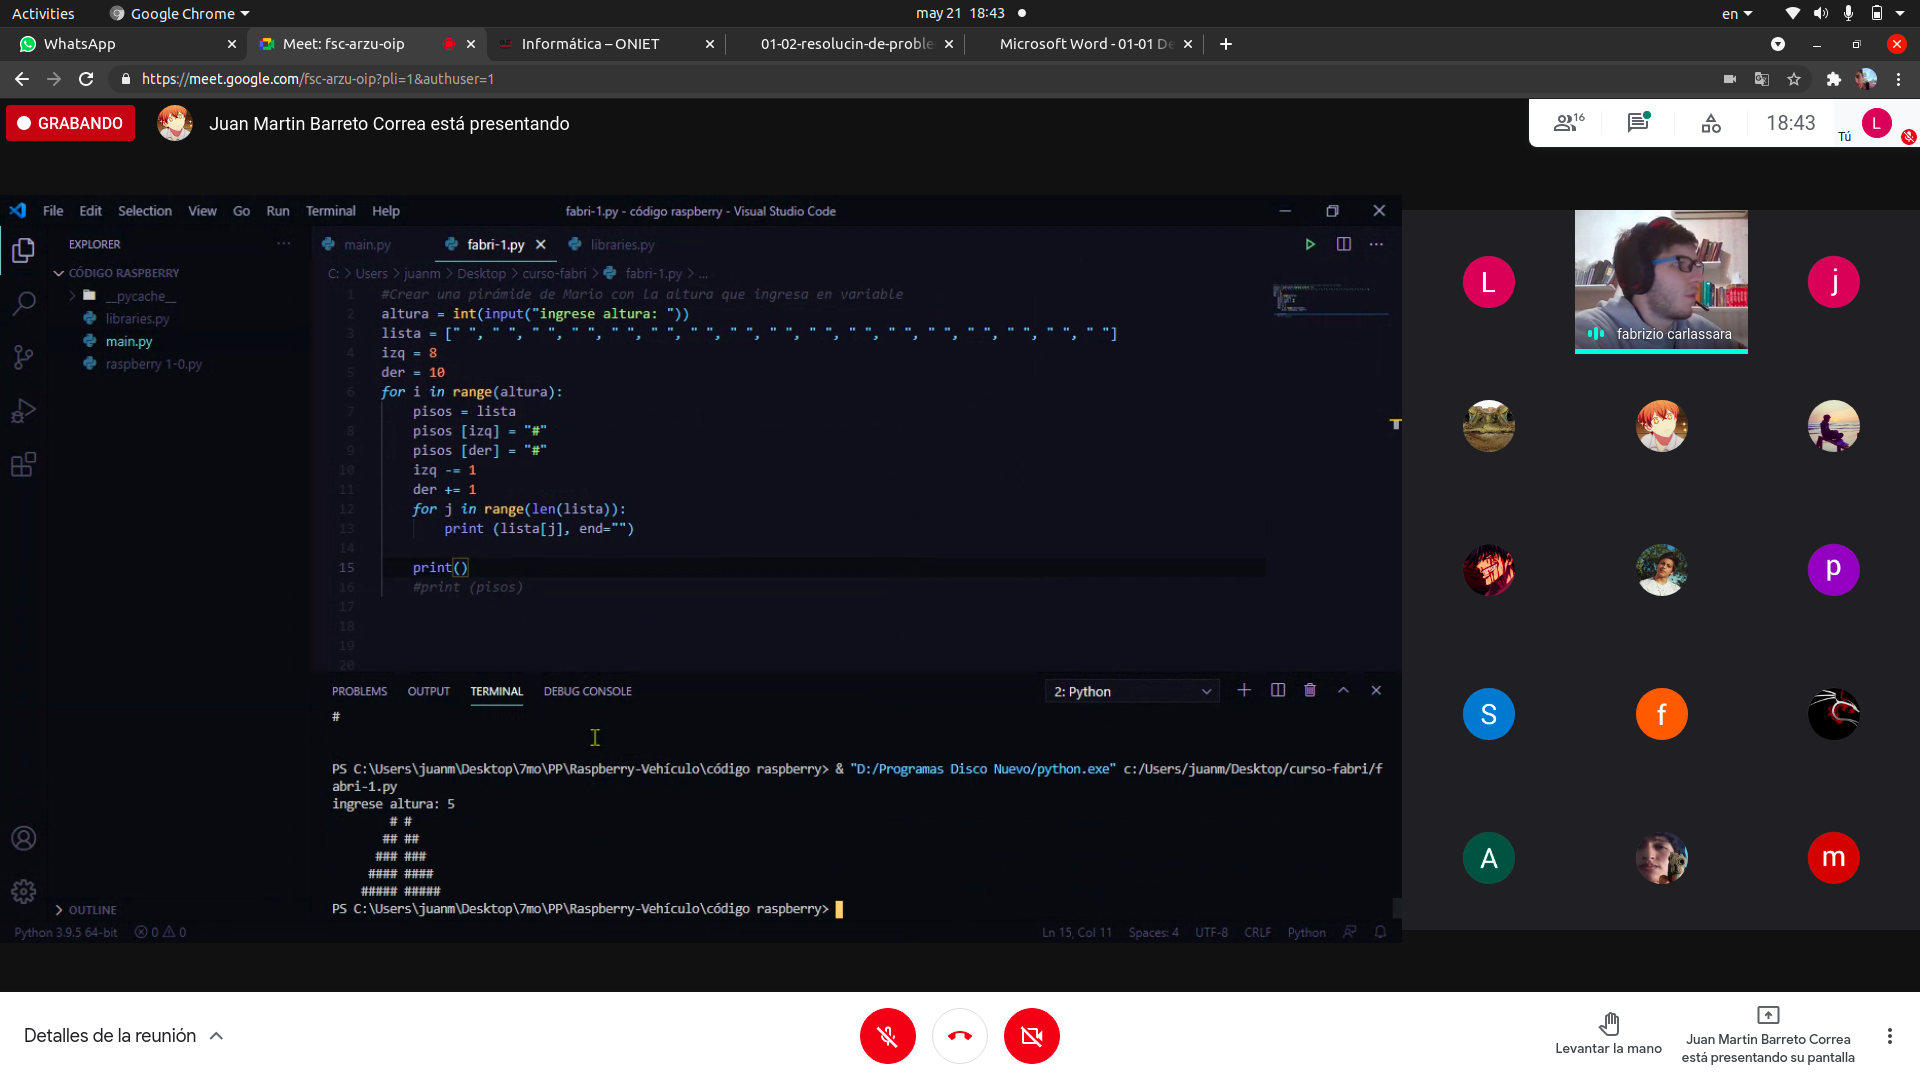 Activities
Google Chrome
may 21 18:43
en
WhatsApp
Meet: fsc-arzu-oip
Informática – ONIET
01-02-resolucin-de-proble
Microsoft Word - 01-01 De
https://meet.google.com/fsc-arzu-oip?pli=1&authuser=1
GRABANDO
Juan Martin Barreto Correa está presentando
16
18:43
Tú
L
File Edit Selection View Go Run Terminal Help
fabri-1.py - código raspberry - Visual Studio Code
EXPLORER
main.py
fabri-1.py
libraries.py
CÓDIGO RASPBERRY
__pycache__
libraries.py
main.py
raspberry 1-0.py
C: > Users > juanm > Desktop > curso-fabri > fabri-1.py > ...
1 #Crear una pirámide de Mario con la altura que ingresa en variable
2 altura = int(input("ingrese altura: "))
3 lista = [" ", " ", " ", " ", " ", " ", " ", " ", " ", " ", " ", " ", " ", " ", " ", " ", " "]
4 izq = 8
5 der = 10
6 for i in range(altura):
7 pisos = lista
8 pisos [izq] = "#"
9 pisos [der] = "#"
10 izq -= 1
11 der += 1
12 for j in range(len(lista)):
13 print (lista[j], end="")
14
15 print()
16 #print (pisos)
17
18
19
20
PROBLEMS OUTPUT TERMINAL DEBUG CONSOLE
2: Python
#
PS C:\Users\juanm\Desktop\7mo\PP\Raspberry-Vehículo\código raspberry> & "D:/Programas Disco Nuevo/python.exe" c:/Users/juanm/Desktop/curso-fabri/f
abri-1.py
ingrese altura: 5
# #
## ##
### ###
#### ####
##### #####
PS C:\Users\juanm\Desktop\7mo\PP\Raspberry-Vehículo\código raspberry>
OUTLINE
Python 3.9.5 64-bit
0
0
Ln 15, Col 11
Spaces: 4
UTF-8
CRLF
Python
L
fabrizio carlassara
j
p
S
f
A
m
Detalles de la reunión
Levantar la mano
Juan Martin Barreto Correa
está presentando su pantalla